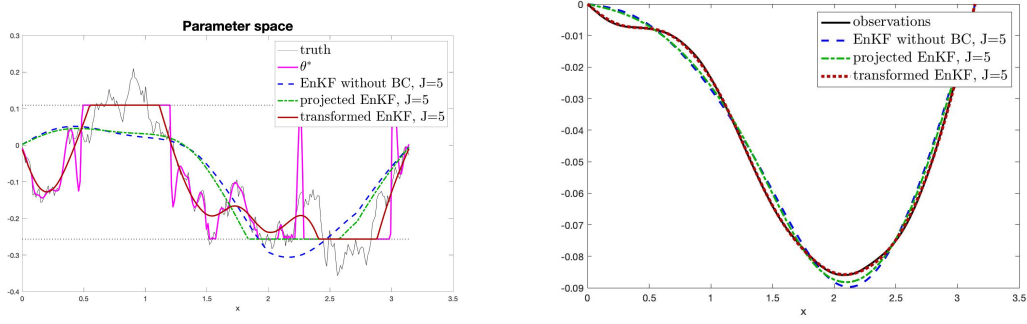 Parameter space
0.3
0.2
0.1
0
-0.1
-0.2
-0.3
-0.4
0
0.5
1
1.5
2
2.5
3
3.5
x
truth
θ*
EnKF without BC, J=5
projected EnKF, J=5
transformed EnKF, J=5
0
-0.01
-0.02
-0.03
-0.04
-0.05
-0.06
-0.07
-0.08
-0.09
0
0.5
1
1.5
2
2.5
3
3.5
x
observations
EnKF without BC, J=5
projected EnKF, J=5
transformed EnKF, J=5